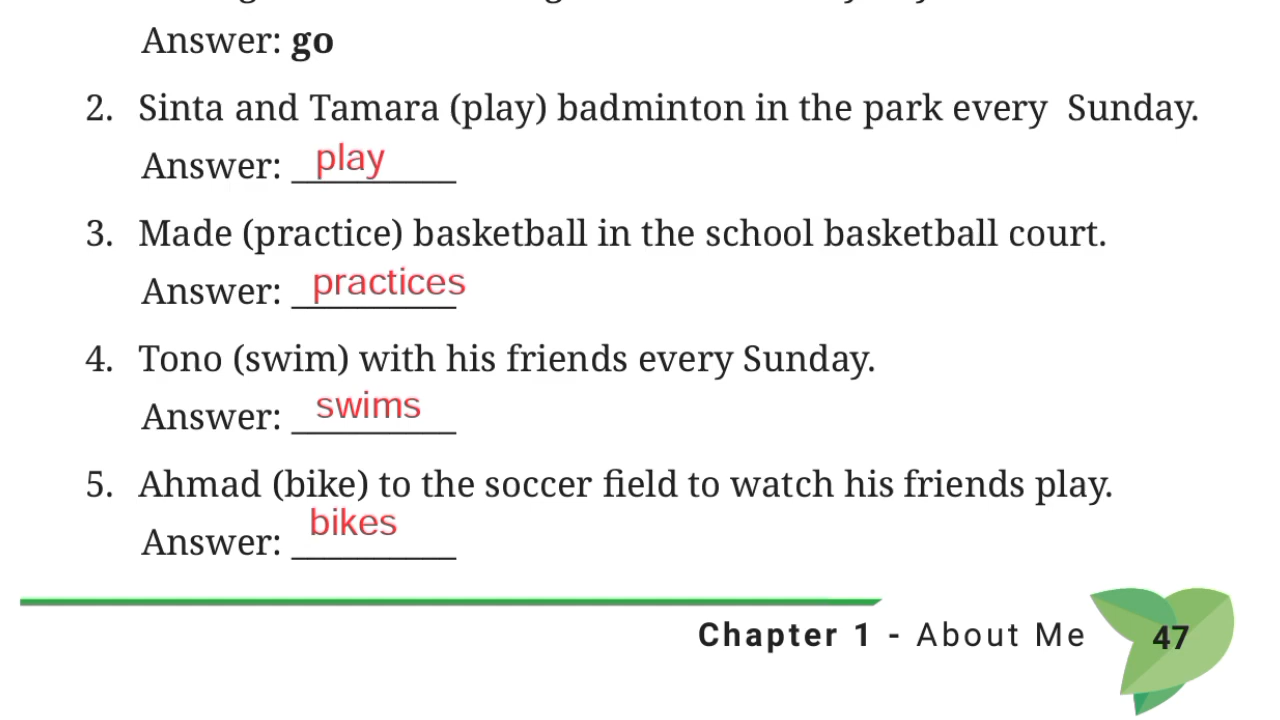 Answer: go
2. Sinta and Tamara (play) badminton in the park every Sunday.
Answer: play
3. Made (practice) basketball in the school basketball court.
Answer: practices
4. Tono (swim) with his friends every Sunday.
Answer: swims
5. Ahmad (bike) to the soccer field to watch his friends play.
Answer: bikes
Chapter 1 - About Me 47